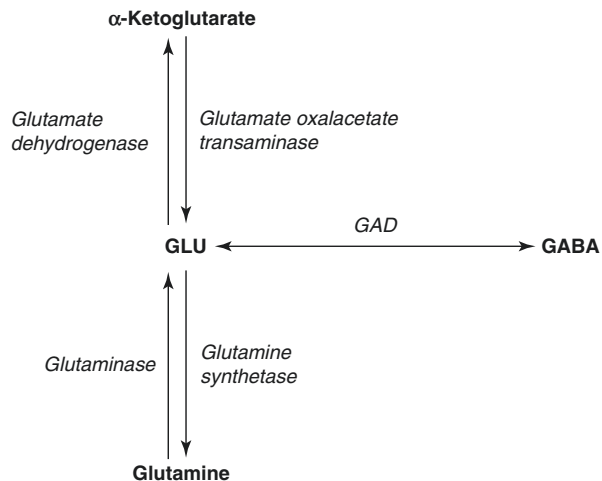 α-Ketoglutarate
Glutamate
dehydrogenase
Glutamate oxalacetate
transaminase
GAD
GLU
GABA
Glutaminase
Glutamine
synthetase
Glutamine